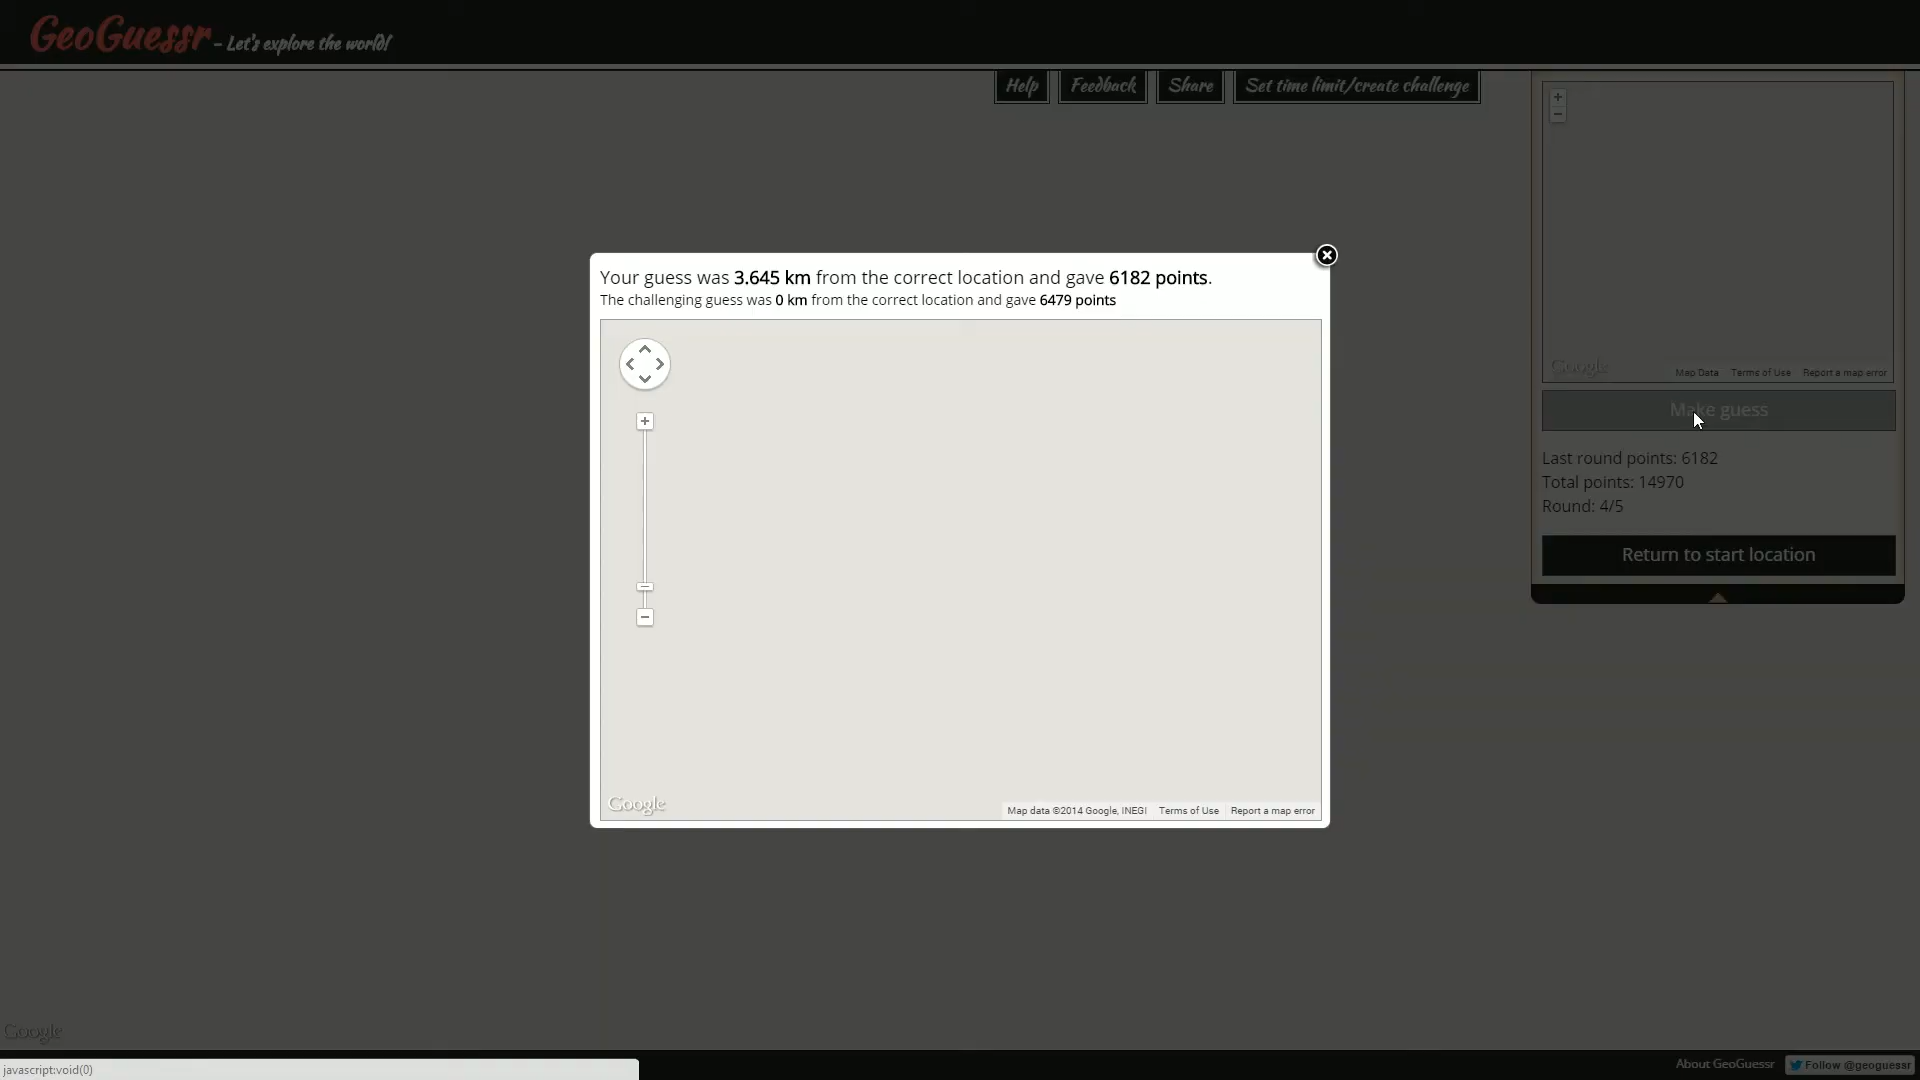 GeoGuessr - Let's explore the world!
Help Feedback Share Set time limit/create challenge
+
−
Your guess was 3.645 km from the correct location and gave 6182 points.
The challenging guess was 0 km from the correct location and gave 6479 points
+
−
Google
Map data ©2014 Google, INEGI Terms of Use Report a map error
Google
Map Data Terms of Use Report a map error
Make guess
Last round points: 6182
Total points: 14970
Round: 4/5
Return to start location
Google
javascript:void(0)
About GeoGuessr Follow @geoguessr